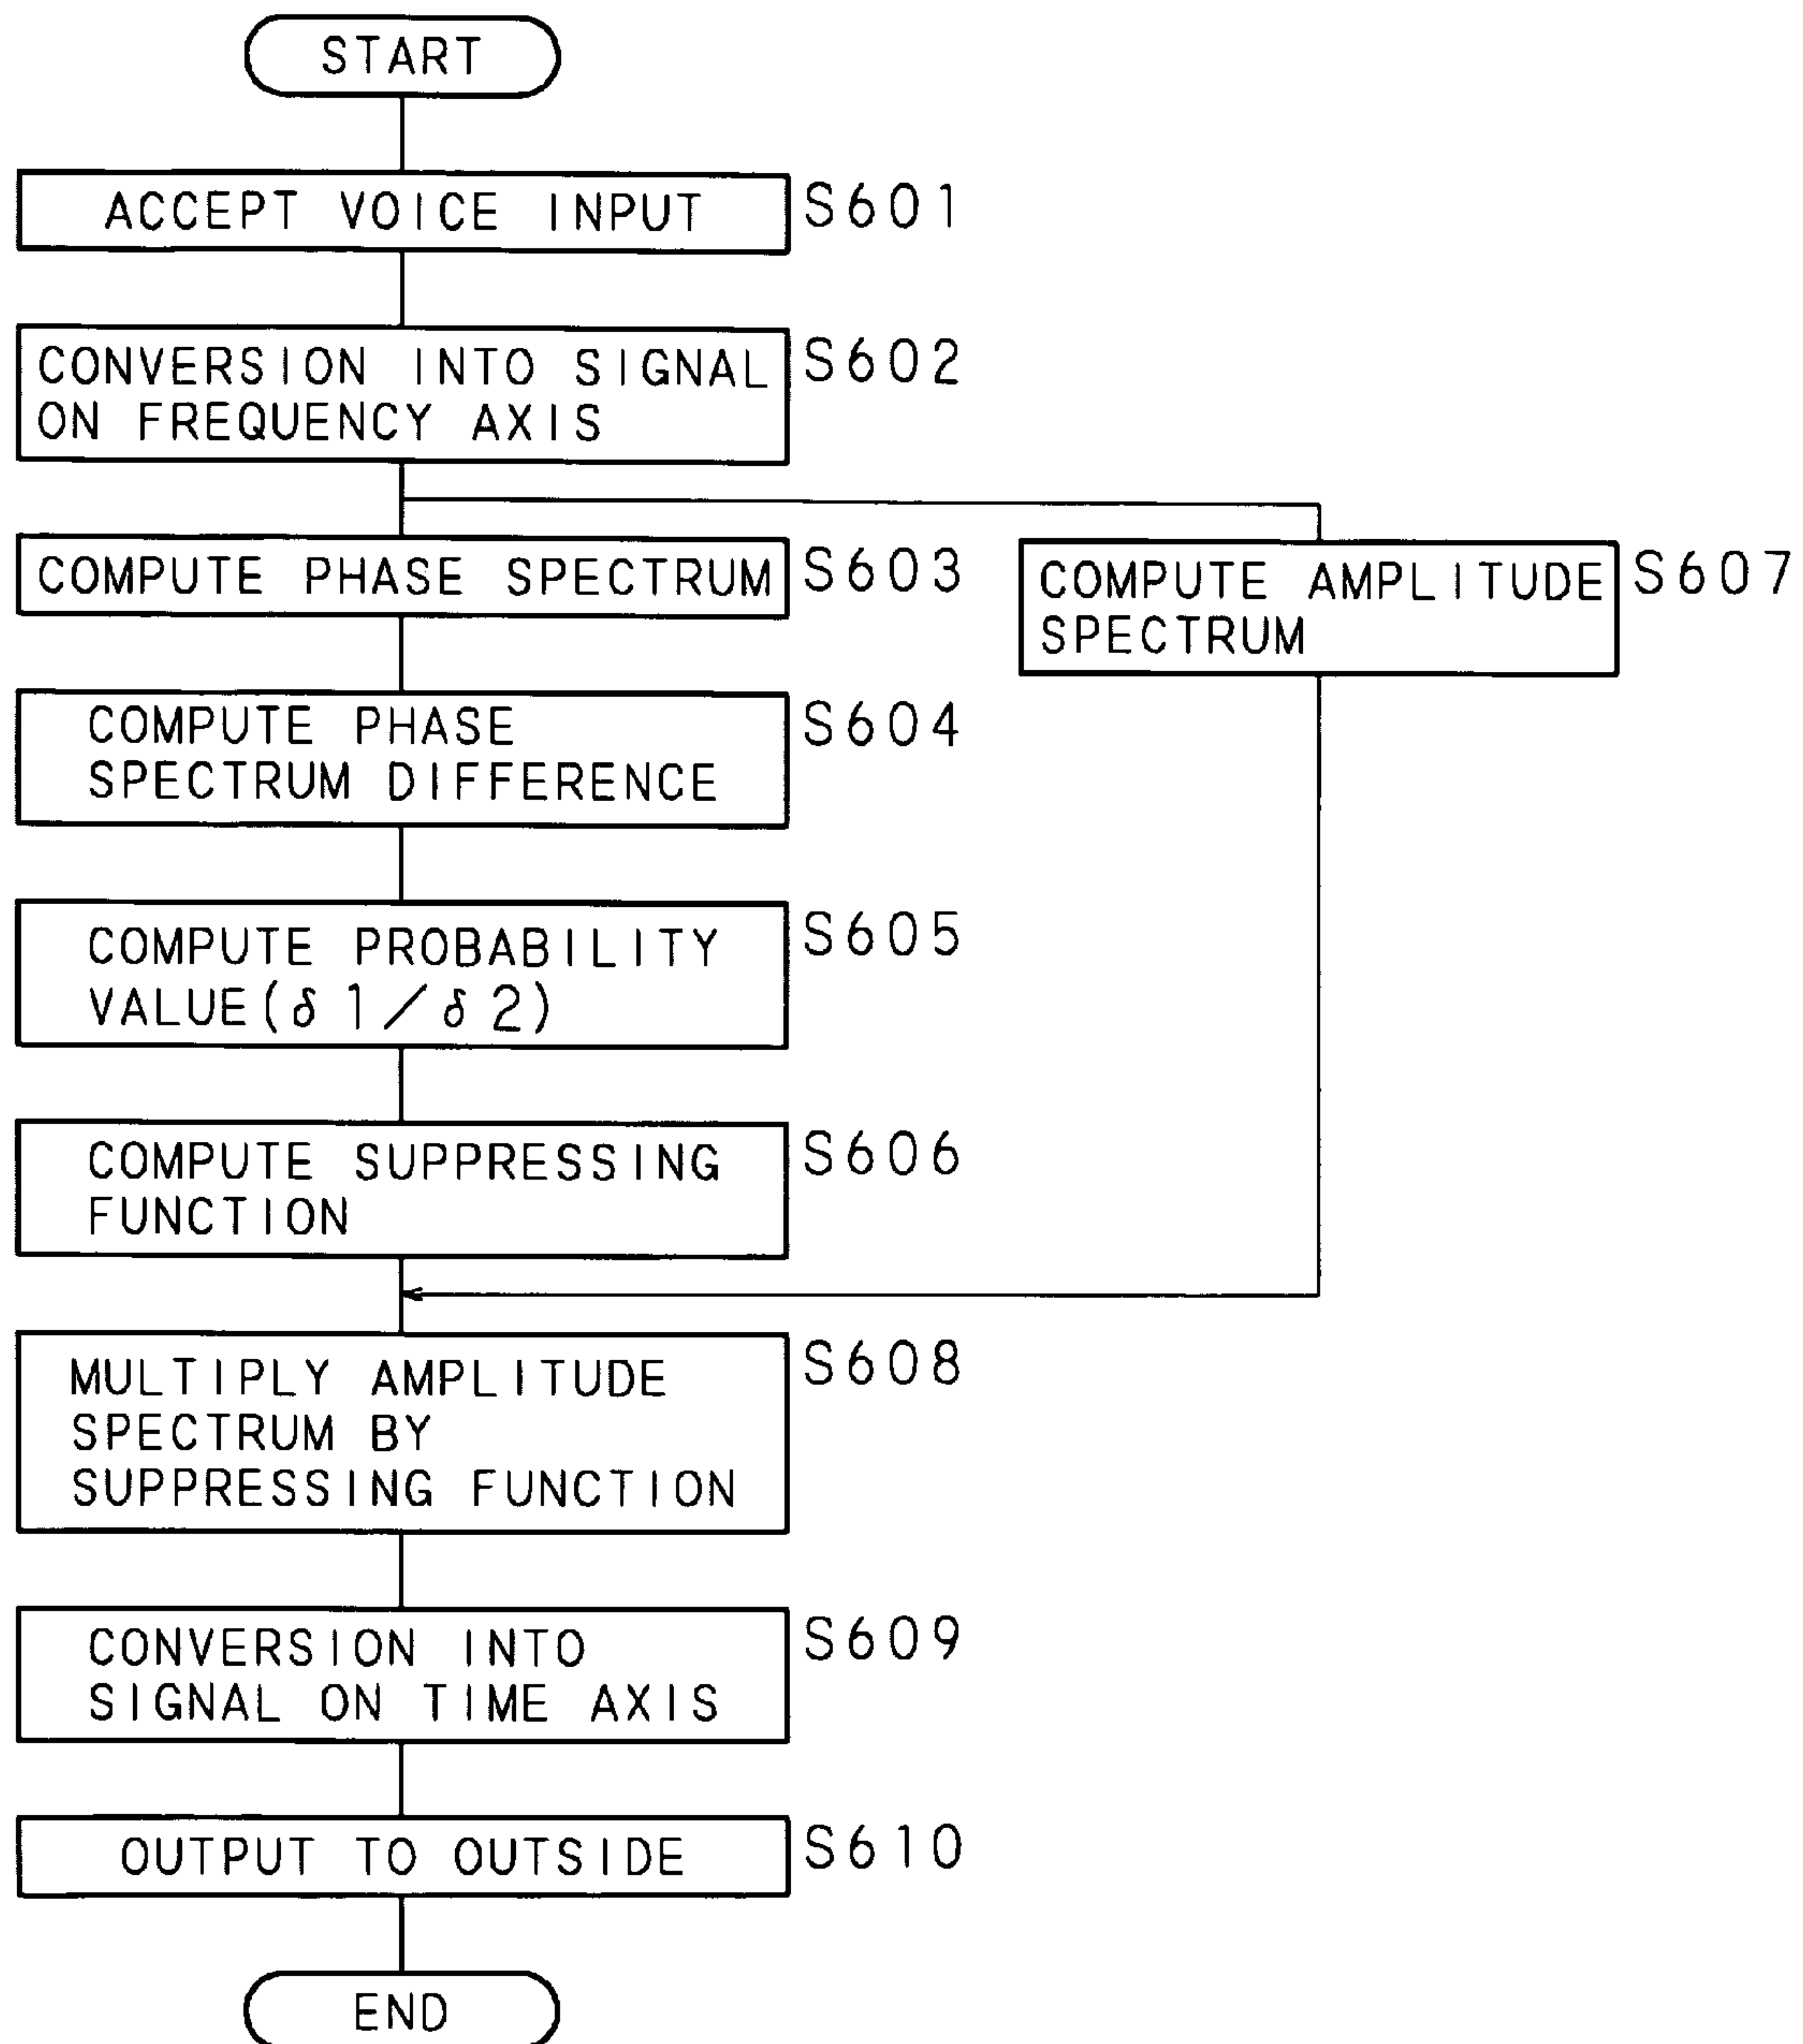 START
ACCEPT VOICE INPUT
S601
CONVERSION INTO SIGNAL
ON FREQUENCY AXIS
S602
COMPUTE PHASE SPECTRUM
S603
COMPUTE AMPLITUDE
SPECTRUM
S607
COMPUTE PHASE
SPECTRUM DIFFERENCE
S604
COMPUTE PROBABILITY
VALUE(δ1/δ2)
S605
COMPUTE SUPPRESSING
FUNCTION
S606
MULTIPLY AMPLITUDE
SPECTRUM BY
SUPPRESSING FUNCTION
S608
CONVERSION INTO
SIGNAL ON TIME AXIS
S609
OUTPUT TO OUTSIDE
S610
END